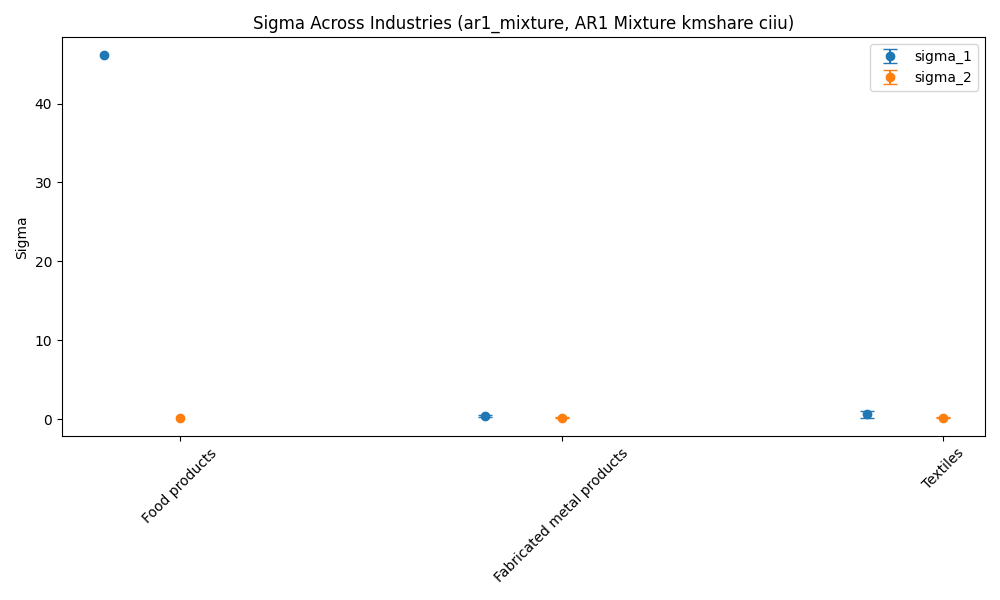 Sigma Across Industries (ar1_mixture, AR1 Mixture kmshare ciiu)
sigma_1
sigma_2
Sigma
40
30
20
10
0
Food products
Fabricated metal products
Textiles